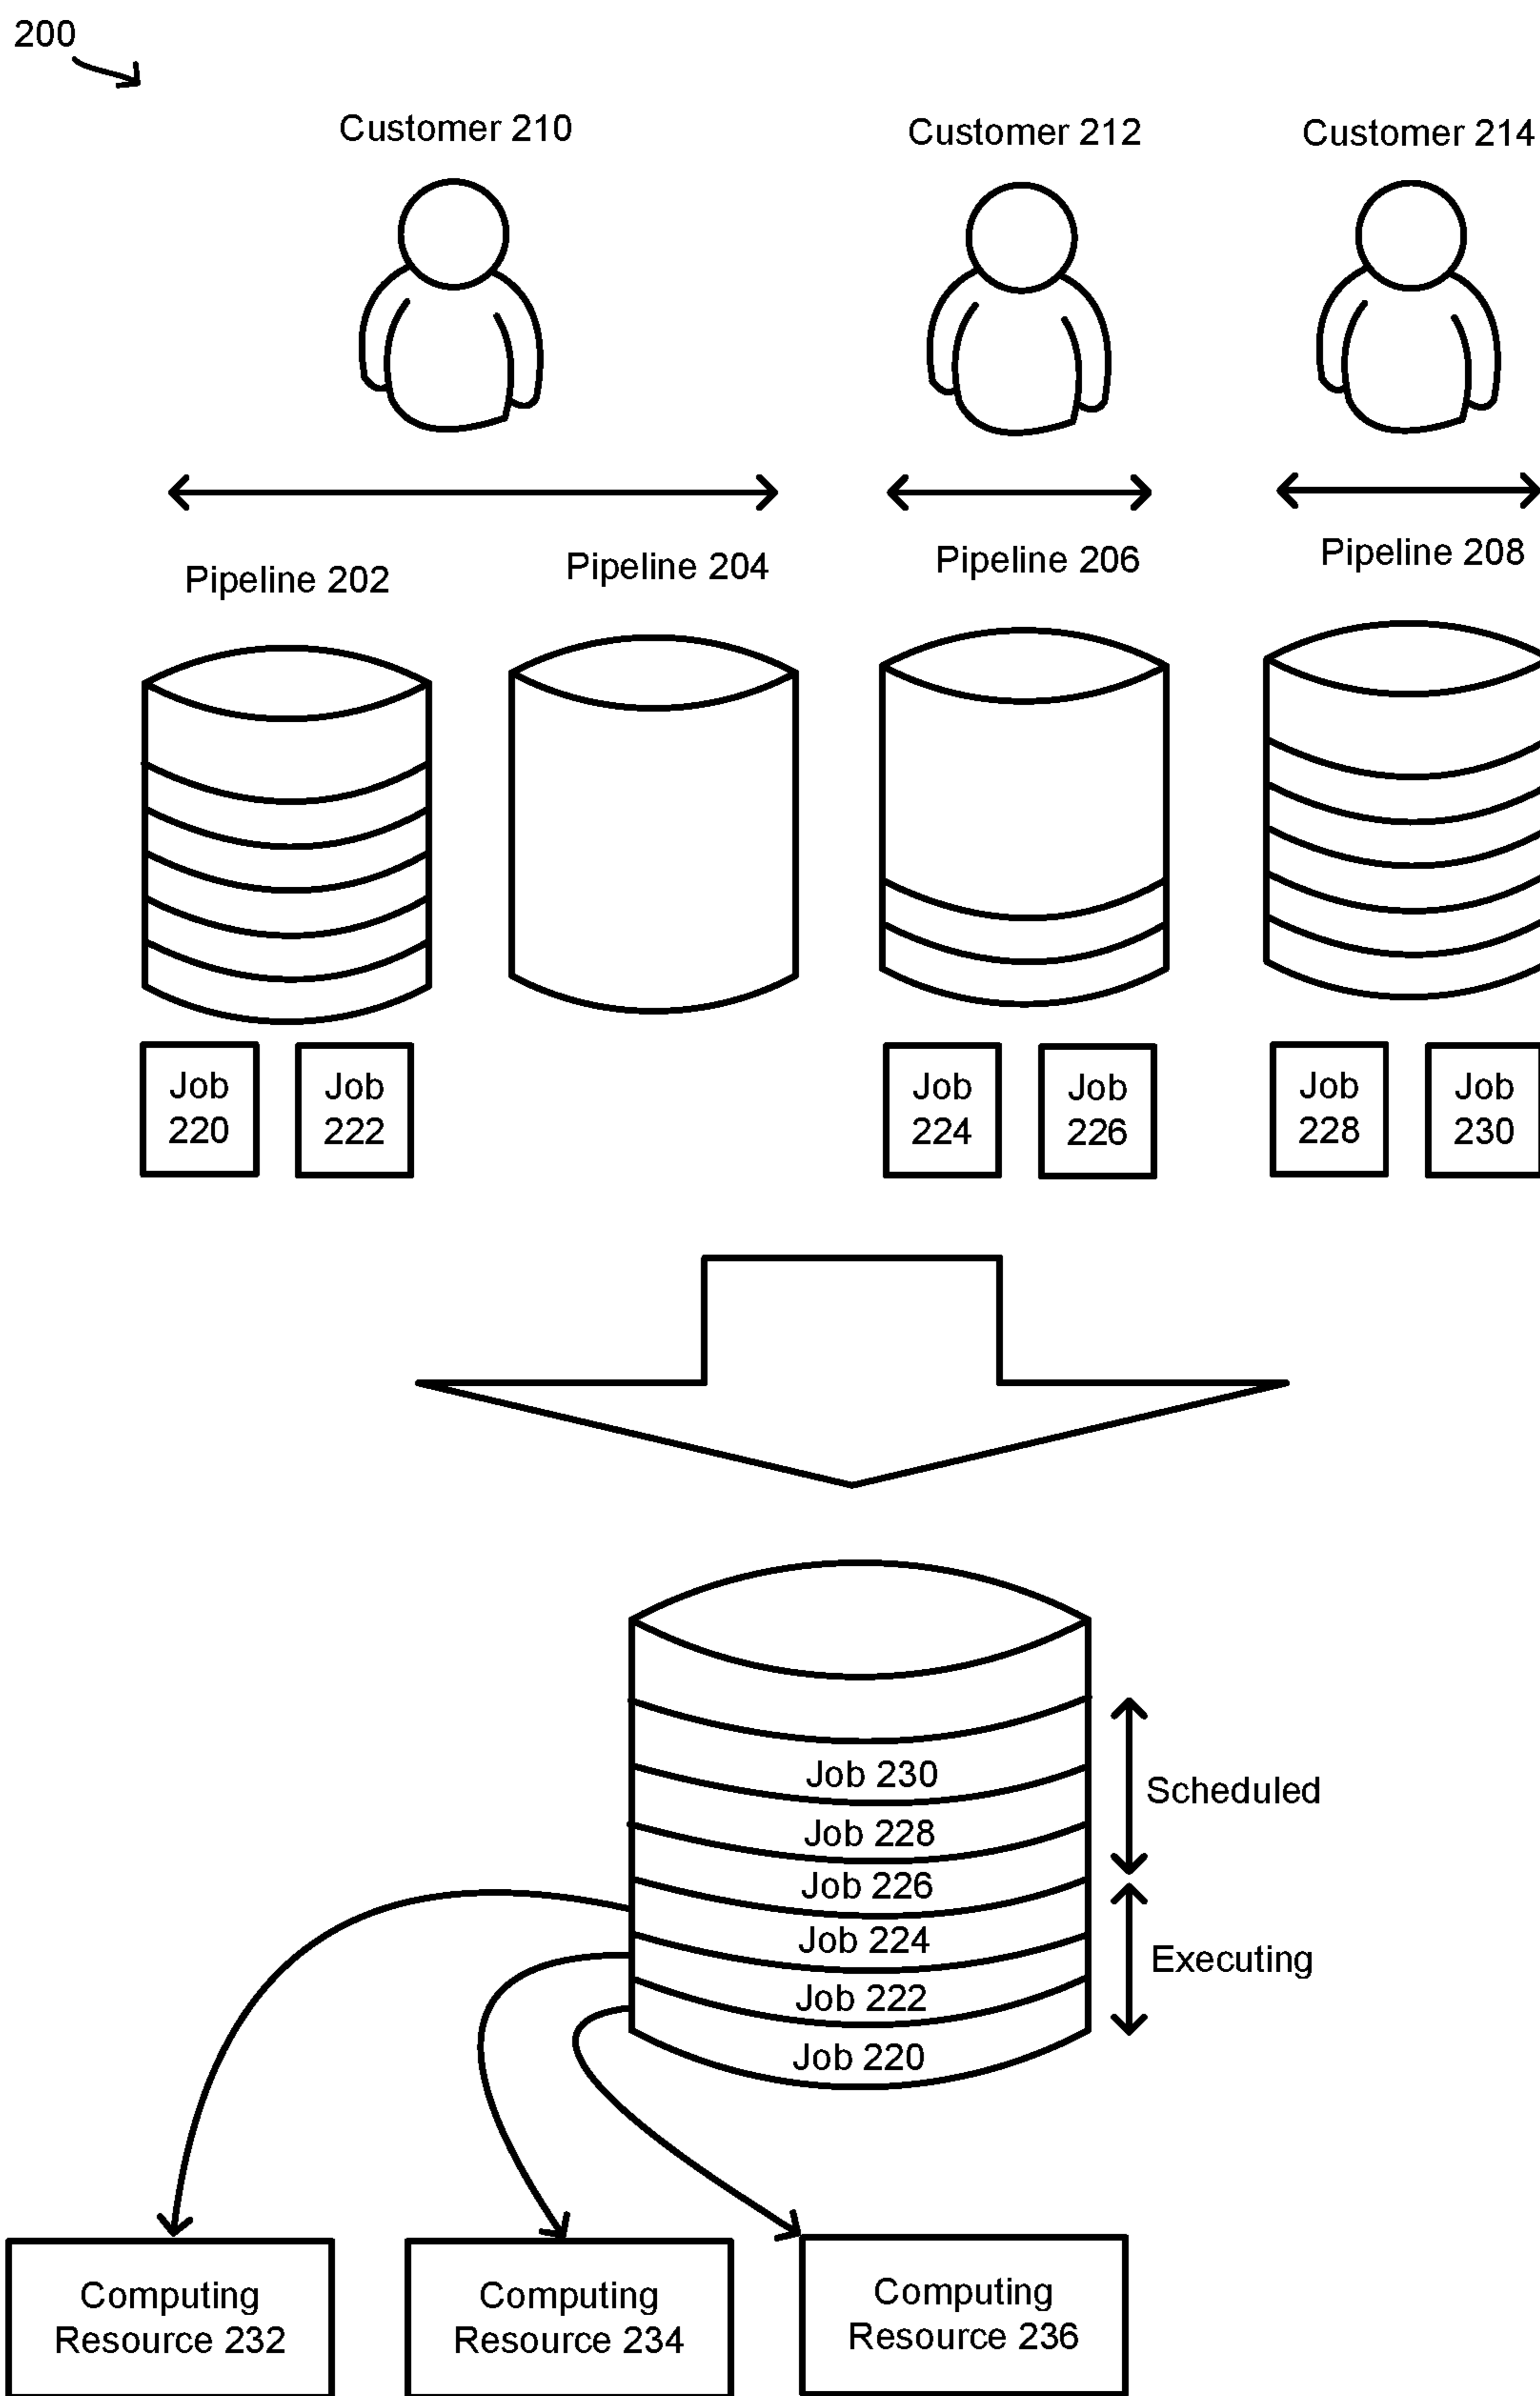 200
Customer 210
Customer 212
Customer 214
Pipeline 202
Pipeline 204
Pipeline 206
Pipeline 208
Job
220
Job
222
Job
224
Job
226
Job
228
Job
230
Job 230
Job 228
Job 226
Job 224
Job 222
Job 220
Scheduled
Executing
Computing
Resource 232
Computing
Resource 234
Computing
Resource 236